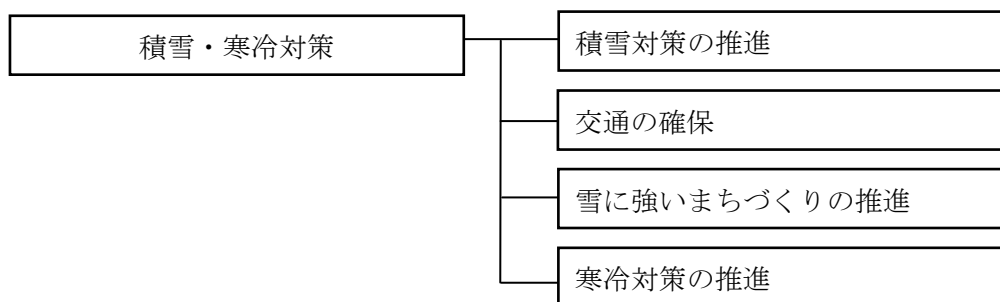 積雪・寒冷対策
積雪対策の推進
交通の確保
雪に強いまちづくりの推進
寒冷対策の推進